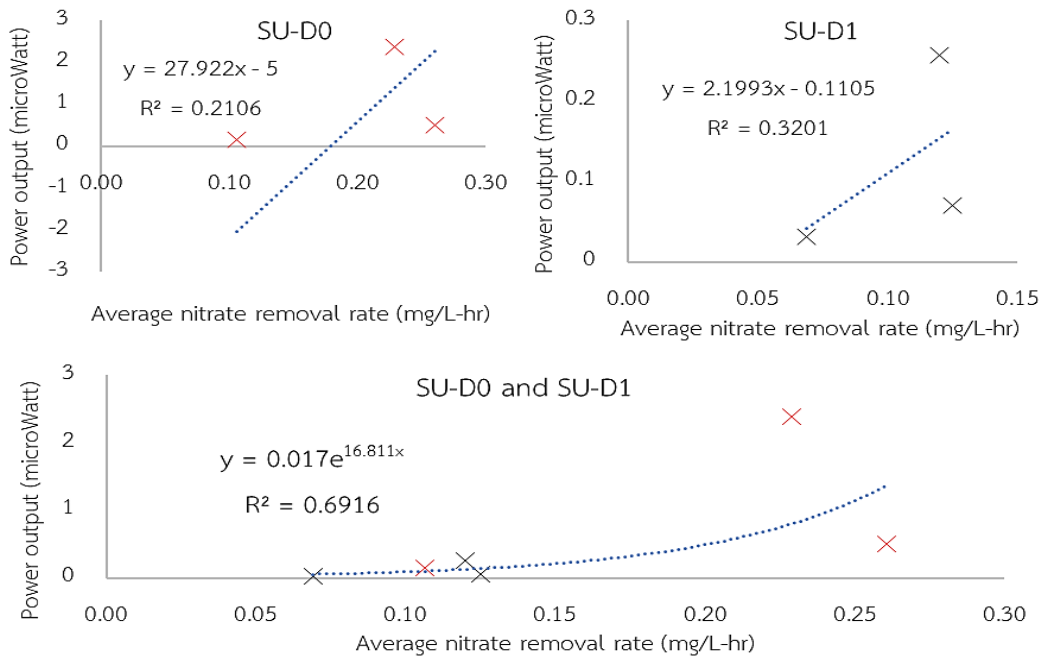 SU-D0
y = 27.922x - 5
R² = 0.2106
Power output (microWatt)
3
2
1
0
-1
-2
-3
0.00 0.10 0.20 0.30
Average nitrate removal rate (mg/L-hr)
SU-D1
y = 2.1993x - 0.1105
R² = 0.3201
Power output (microWatt)
0.3
0.2
0.1
0
0.00 0.05 0.10 0.15
Average nitrate removal rate (mg/L-hr)
SU-D0 and SU-D1
y = 0.017e^16.811x
R² = 0.6916
Power output (microWatt)
3
2
1
0
0.00 0.05 0.10 0.15 0.20 0.25 0.30
Average nitrate removal rate (mg/L-hr)